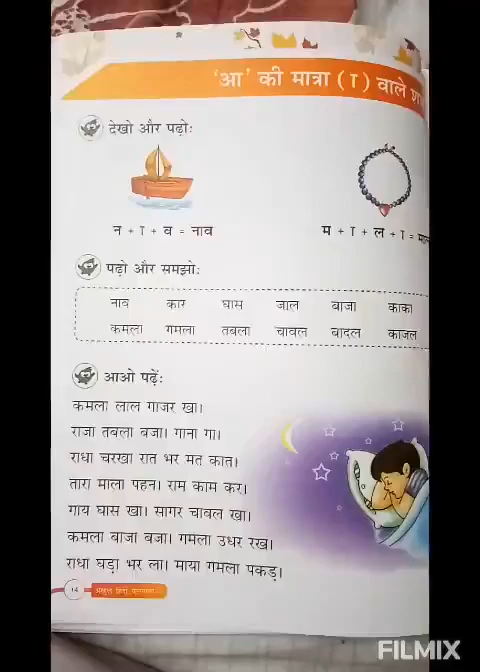 'आ' की मात्रा ( ा ) वाले
देखो और पढ़ो:
न + ा + व = नाव
म + ा + ल + ा =
पढ़ो और समझो:
नाव कार घास जाल बाजा काका
कमला गमला तबला चावल बादल काजल
आओ पढ़ें:
कमला लाल गाजर खा।
राजा तबला बजा। गाना गा।
राधा चरखा रात भर मत कात।
तारा माला पहन। राम काम कर।
गाय घास खा। सागर चावल खा।
कमला बाजा बजा। गमला उधर रख।
राधा घड़ा भर ला। माया गमला पकड़।
14
FILMIX